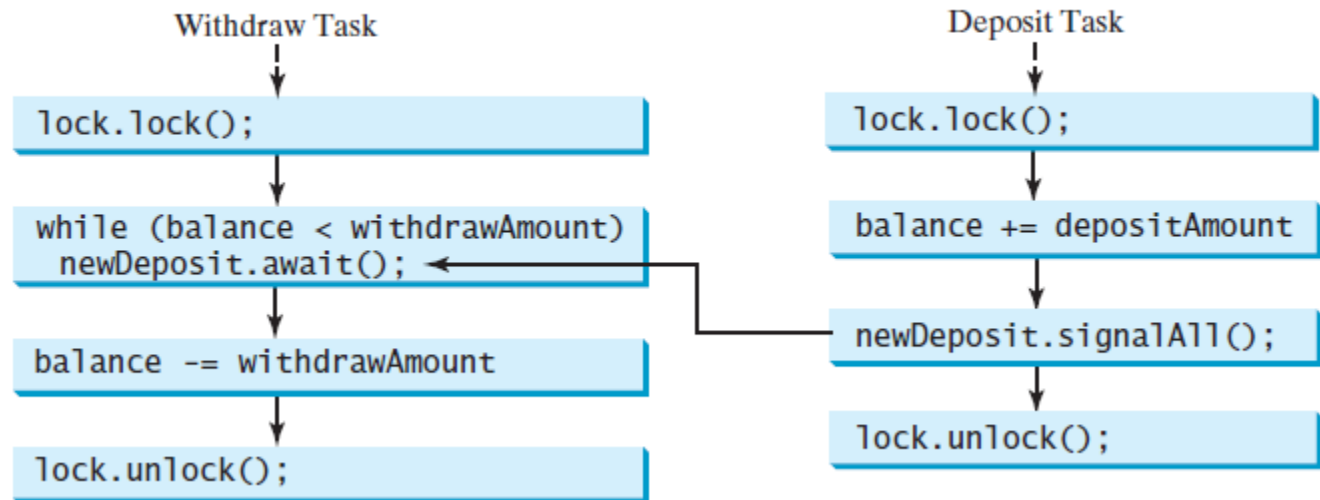 Withdraw Task
lock.lock();
while (balance < withdrawAmount)
newDeposit.await();
balance -= withdrawAmount
lock.unlock();
Deposit Task
lock.lock();
balance += depositAmount
newDeposit.signalAll();
lock.unlock();